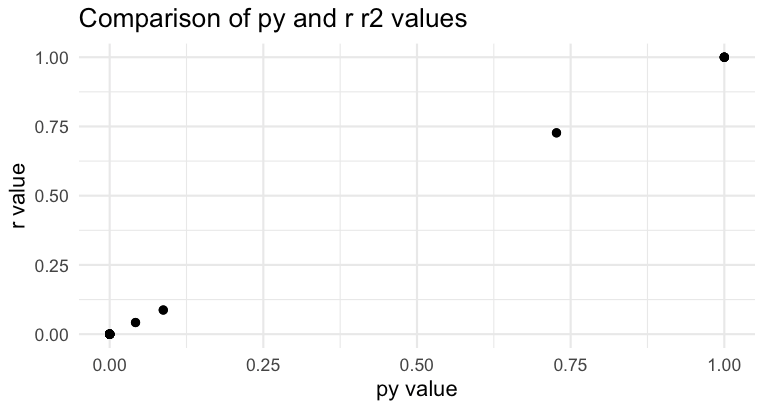 Comparison of py and r r2 values
1.00
0.75
0.50
0.25
0.00
r value
0.00 0.25 0.50 0.75 1.00
py value